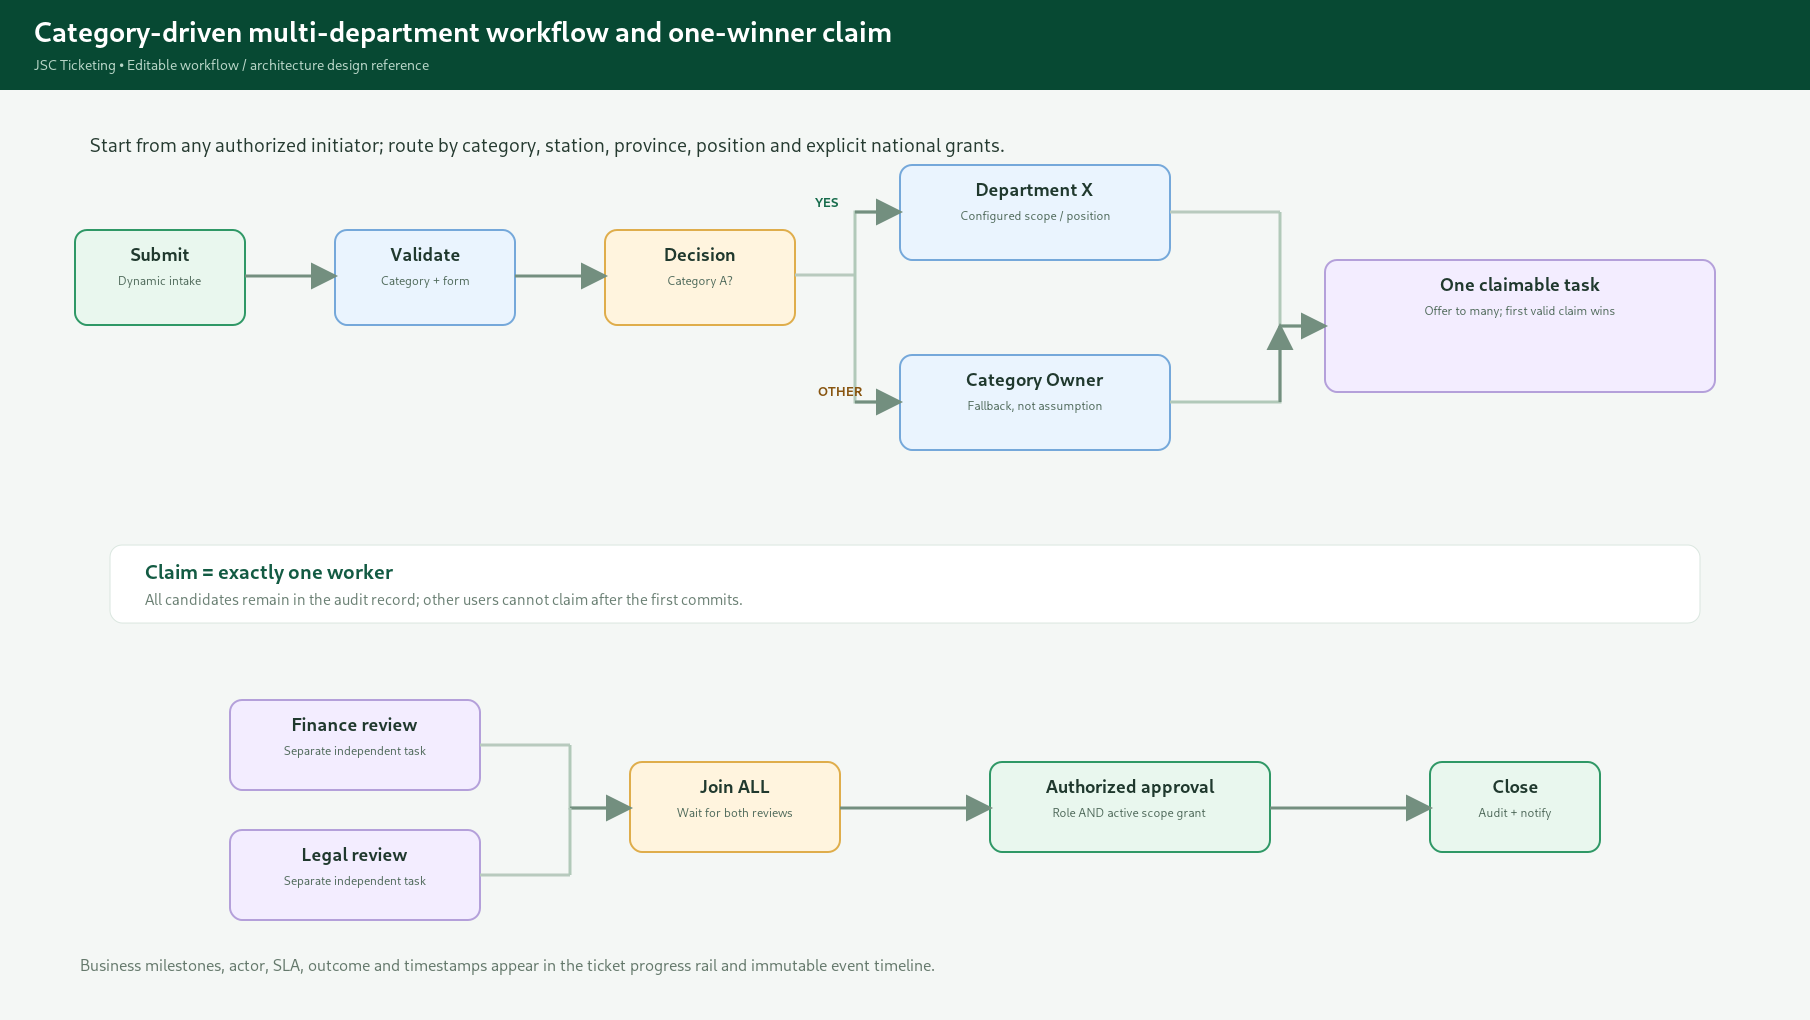 Category-driven multi-department workflow and one-winner claim
JSC Ticketing • Editable workflow / architecture design reference
Start from any authorized initiator; route by category, station, province, position and explicit national grants.
Submit
Dynamic intake
Validate
Category + form
Decision
Category A?
YES
OTHER
Department X
Configured scope / position
Category Owner
Fallback, not assumption
One claimable task
Offer to many; first valid claim wins
Claim = exactly one worker
All candidates remain in the audit record; other users cannot claim after the first commits.
Finance review
Separate independent task
Legal review
Separate independent task
Join ALL
Wait for both reviews
Authorized approval
Role AND active scope grant
Close
Audit + notify
Business milestones, actor, SLA, outcome and timestamps appear in the ticket progress rail and immutable event timeline.